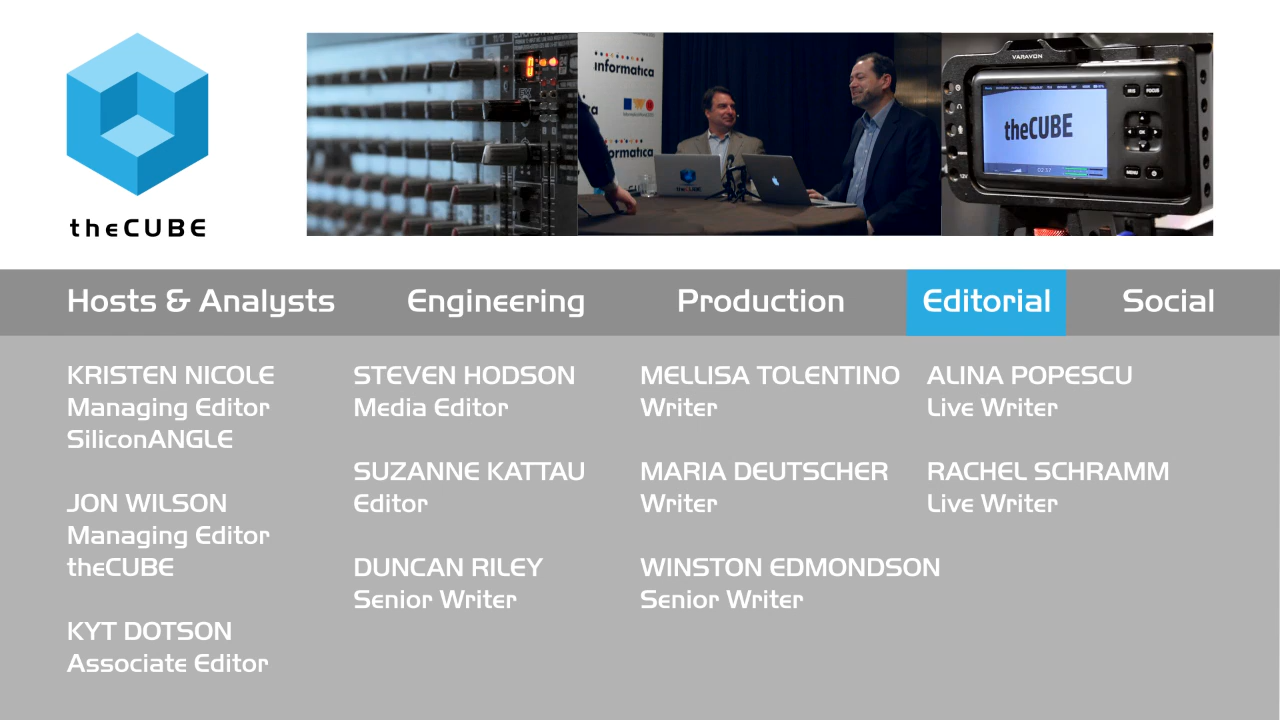 theCUBE
informatica
informatica
theCUBE
VARAVON
theCUBE
MENU
Hosts & Analysts
Engineering
Production
Editorial
Social
KRISTEN NICOLE
Managing Editor
SiliconANGLE
JON WILSON
Managing Editor
theCUBE
KYT DOTSON
Associate Editor
STEVEN HODSON
Media Editor
SUZANNE KATTAU
Editor
DUNCAN RILEY
Senior Writer
MELLISA TOLENTINO
Writer
MARIA DEUTSCHER
Writer
WINSTON EDMONDSON
Senior Writer
ALINA POPESCU
Live Writer
RACHEL SCHRAMM
Live Writer